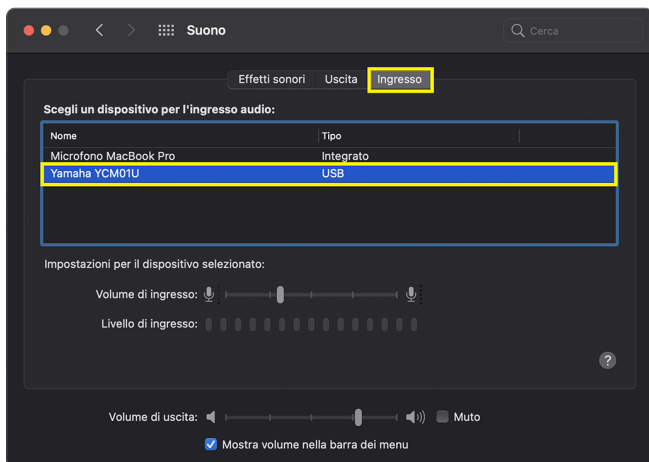 Suono
Cerca
Effetti sonori Uscita Ingresso
Scegli un dispositivo per l'ingresso audio:
Nome Tipo
Microfono MacBook Pro Integrato
Yamaha YCM01U USB
Impostazioni per il dispositivo selezionato:
Volume di ingresso:
Livello di ingresso:
?
Volume di uscita: Muto
Mostra volume nella barra dei menu